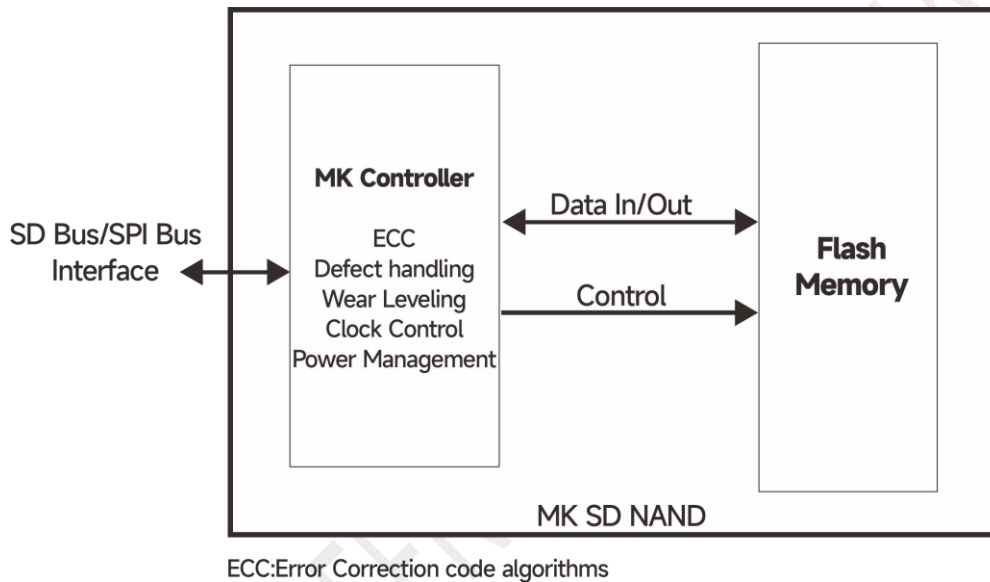 SD Bus/SPI Bus
Interface
MK Controller
ECC
Defect handling
Wear Leveling
Clock Control
Power Management
Data In/Out
Control
Flash
Memory
MK SD NAND
ECC:Error Correction code algorithms